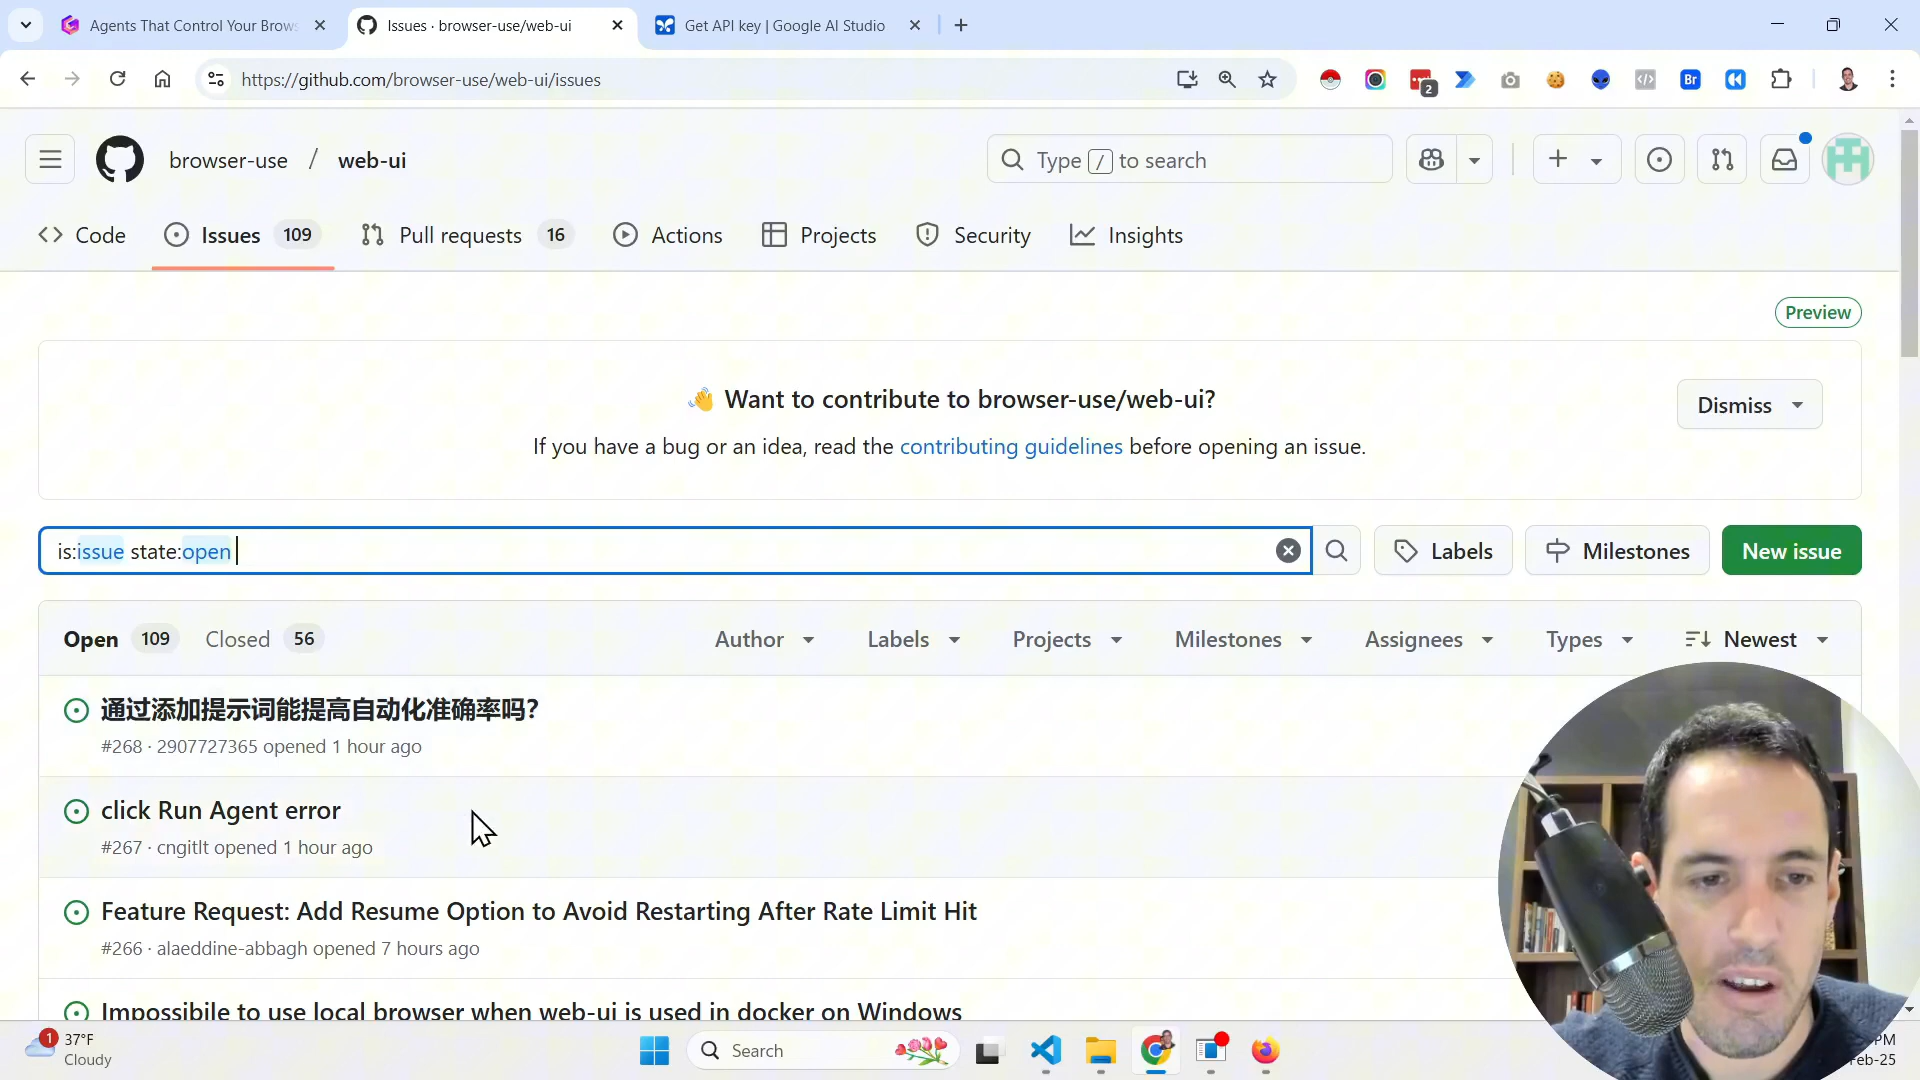 Agents That Control Your Brows
Issues · browser-use/web-ui
Get API key | Google AI Studio
https://github.com/browser-use/web-ui/issues
2
Br
browser-use / web-ui
Type / to search
Code
Issues 109
Pull requests 16
Actions
Projects
Security
Insights
Preview
👋 Want to contribute to browser-use/web-ui?
Dismiss
If you have a bug or an idea, read the contributing guidelines before opening an issue.
is:issue state:open
Labels
Milestones
New issue
Open 109 Closed 56
Author
Labels
Projects
Milestones
Assignees
Types
Newest
通过添加提示词能提高自动化准确率吗？
#268 · 2907727365 opened 1 hour ago
click Run Agent error
#267 · cngitlt opened 1 hour ago
Feature Request: Add Resume Option to Avoid Restarting After Rate Limit Hit
#266 · alaeddine-abbagh opened 7 hours ago
Impossibile to use local browser when web-ui is used in docker on Windows
1
37°F
Cloudy
Search
PM
eb-25